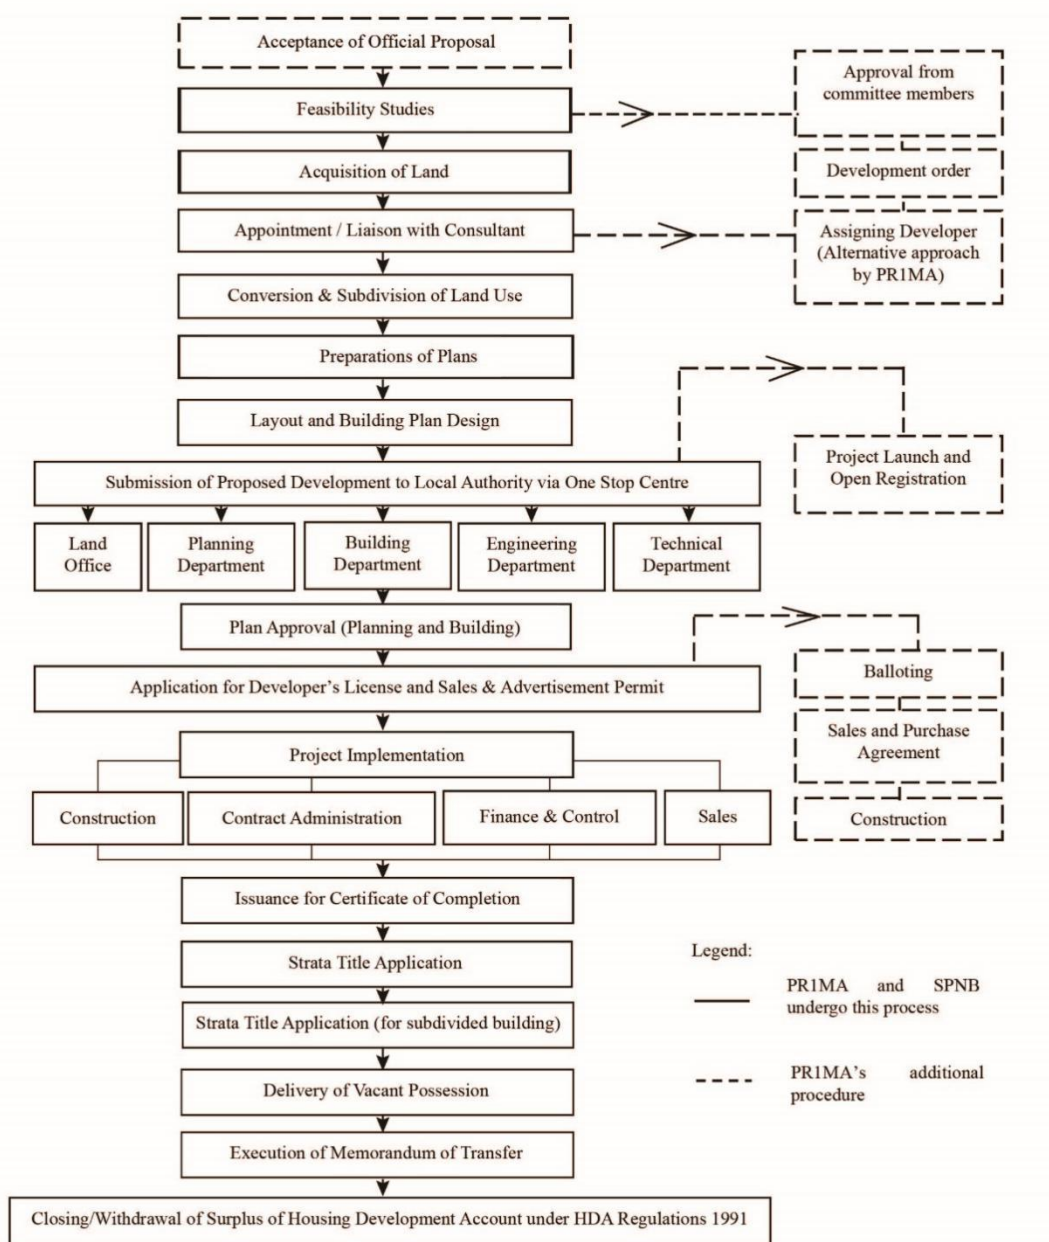 Acceptance of Official Proposal
Feasibility Studies
Approval from
committee members
Acquisition of Land
Development order
Appointment / Liaison with Consultant
Assigning Developer
(Alternative approach
by PR1MA)
Conversion & Subdivision of Land Use
Preparations of Plans
Layout and Building Plan Design
Project Launch and
Open Registration
Submission of Proposed Development to Local Authority via One Stop Centre
Land
Office
Planning
Department
Building
Department
Engineering
Department
Technical
Department
Plan Approval (Planning and Building)
Application for Developer's License and Sales & Advertisement Permit
Balloting
Sales and Purchase
Agreement
Construction
Project Implementation
Construction
Contract Administration
Finance & Control
Sales
Issuance for Certificate of Completion
Strata Title Application
Strata Title Application (for subdivided building)
Delivery of Vacant Possession
Execution of Memorandum of Transfer
Closing/Withdrawal of Surplus of Housing Development Account under HDA Regulations 1991
Legend:
PR1MA and SPNB
undergo this process
PR1MA's additional
procedure